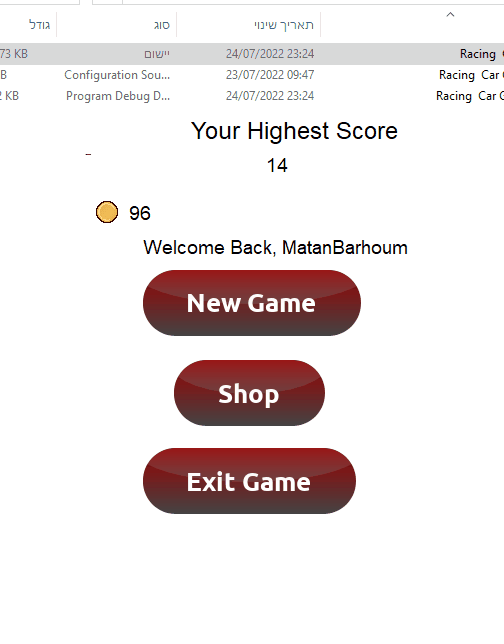 תאריך שינוי סוג גודל
Racing 24/07/2022 23:24 יישום 73 KB
Racing Car 23/07/2022 09:47 Configuration Sou...
Racing Car 24/07/2022 23:24 Program Debug D... KB
Your Highest Score
14
96
Welcome Back, MatanBarhoum
New Game
Shop
Exit Game